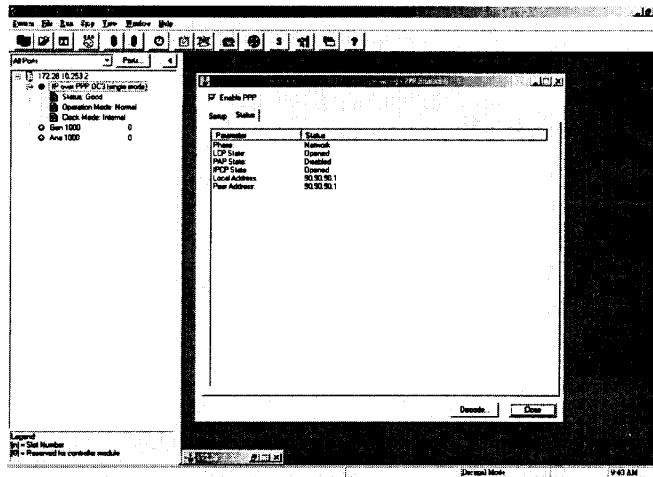 System File Run View Window Help
All Ports Ports...
172.28.10.253 2
IP over PPP OC3 (single mode)
Status: Good
Operation Mode: Normal
Clock Mode: Internal
Gen 1000 0
Ana 1000 0
Enable PPP
Setup Status
Parameter Status
Phase: Network
LCP State: Opened
PAP State: Disabled
IPCP State: Opened
Local Address: 90.90.90.1
Peer Address: 90.90.90.1
Decode... Close
Legend:
[n] = Slot Number
[0] = Reserved for controller module
Decimal Mode 9:40 AM